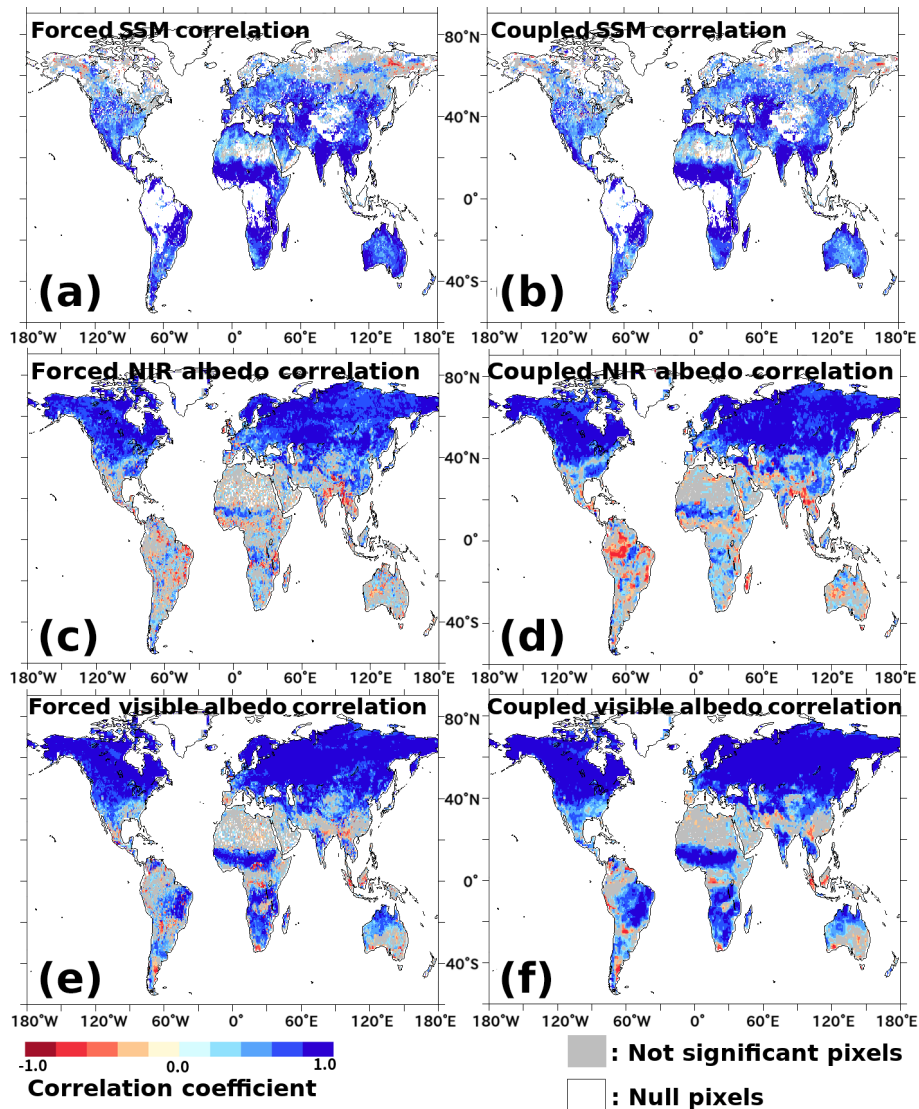 Forced SSM correlation
Coupled SSM correlation
80°N
40°N
0°
40°S
(a)
(b)
180°W 120°W 60°W 0° 60°E 120°E 180°E
180°W 120°W 60°W 0° 60°E 120°E 180°E
Forced NIR albedo correlation
Coupled NIR albedo correlation
80°N
40°N
0°
40°S
(c)
(d)
180°W 120°W 60°W 0° 60°E 120°E 180°E
180°W 120°W 60°W 0° 60°E 120°E 180°E
Forced visible albedo correlation
Coupled visible albedo correlation
80°N
40°N
0°
40°S
(e)
(f)
180°W 120°W 60°W 0° 60°E 120°E 180°E
180°W 120°W 60°W 0° 60°E 120°E 180°E
-1.0 0.0 1.0
Correlation coefficient
: Not significant pixels
: Null pixels